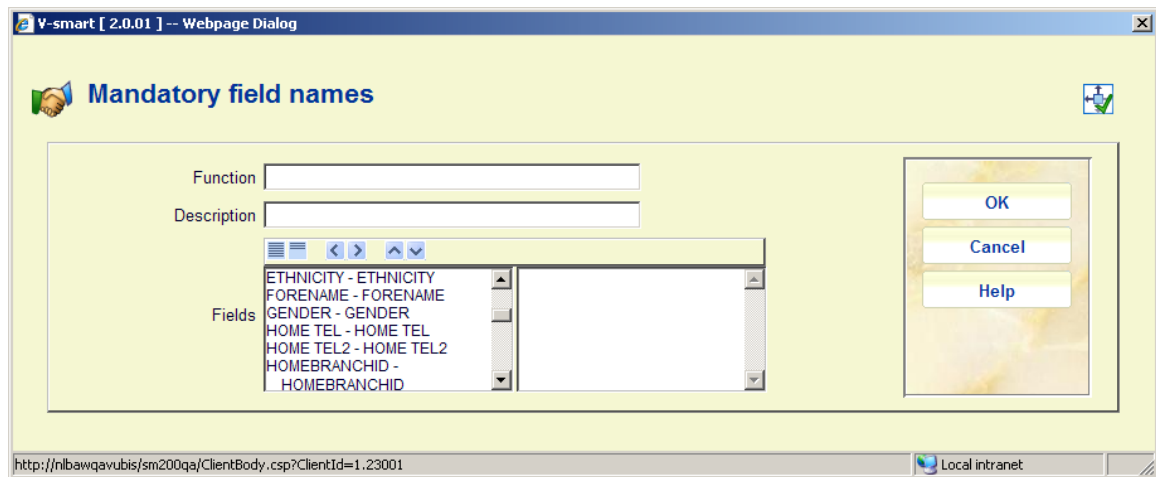 V-smart [ 2.0.01 ] -- Webpage Dialog
Mandatory field names
Function
Description
Fields
ETHNICITY - ETHNICITY
FORENAME - FORENAME
GENDER - GENDER
HOME TEL - HOME TEL
HOME TEL2 - HOME TEL2
HOMEBRANCHID -
HOMEBRANCHID
OK
Cancel
Help
http://nlbawqavubis/sm200qa/ClientBody.csp?ClientId=1.23001
Local intranet